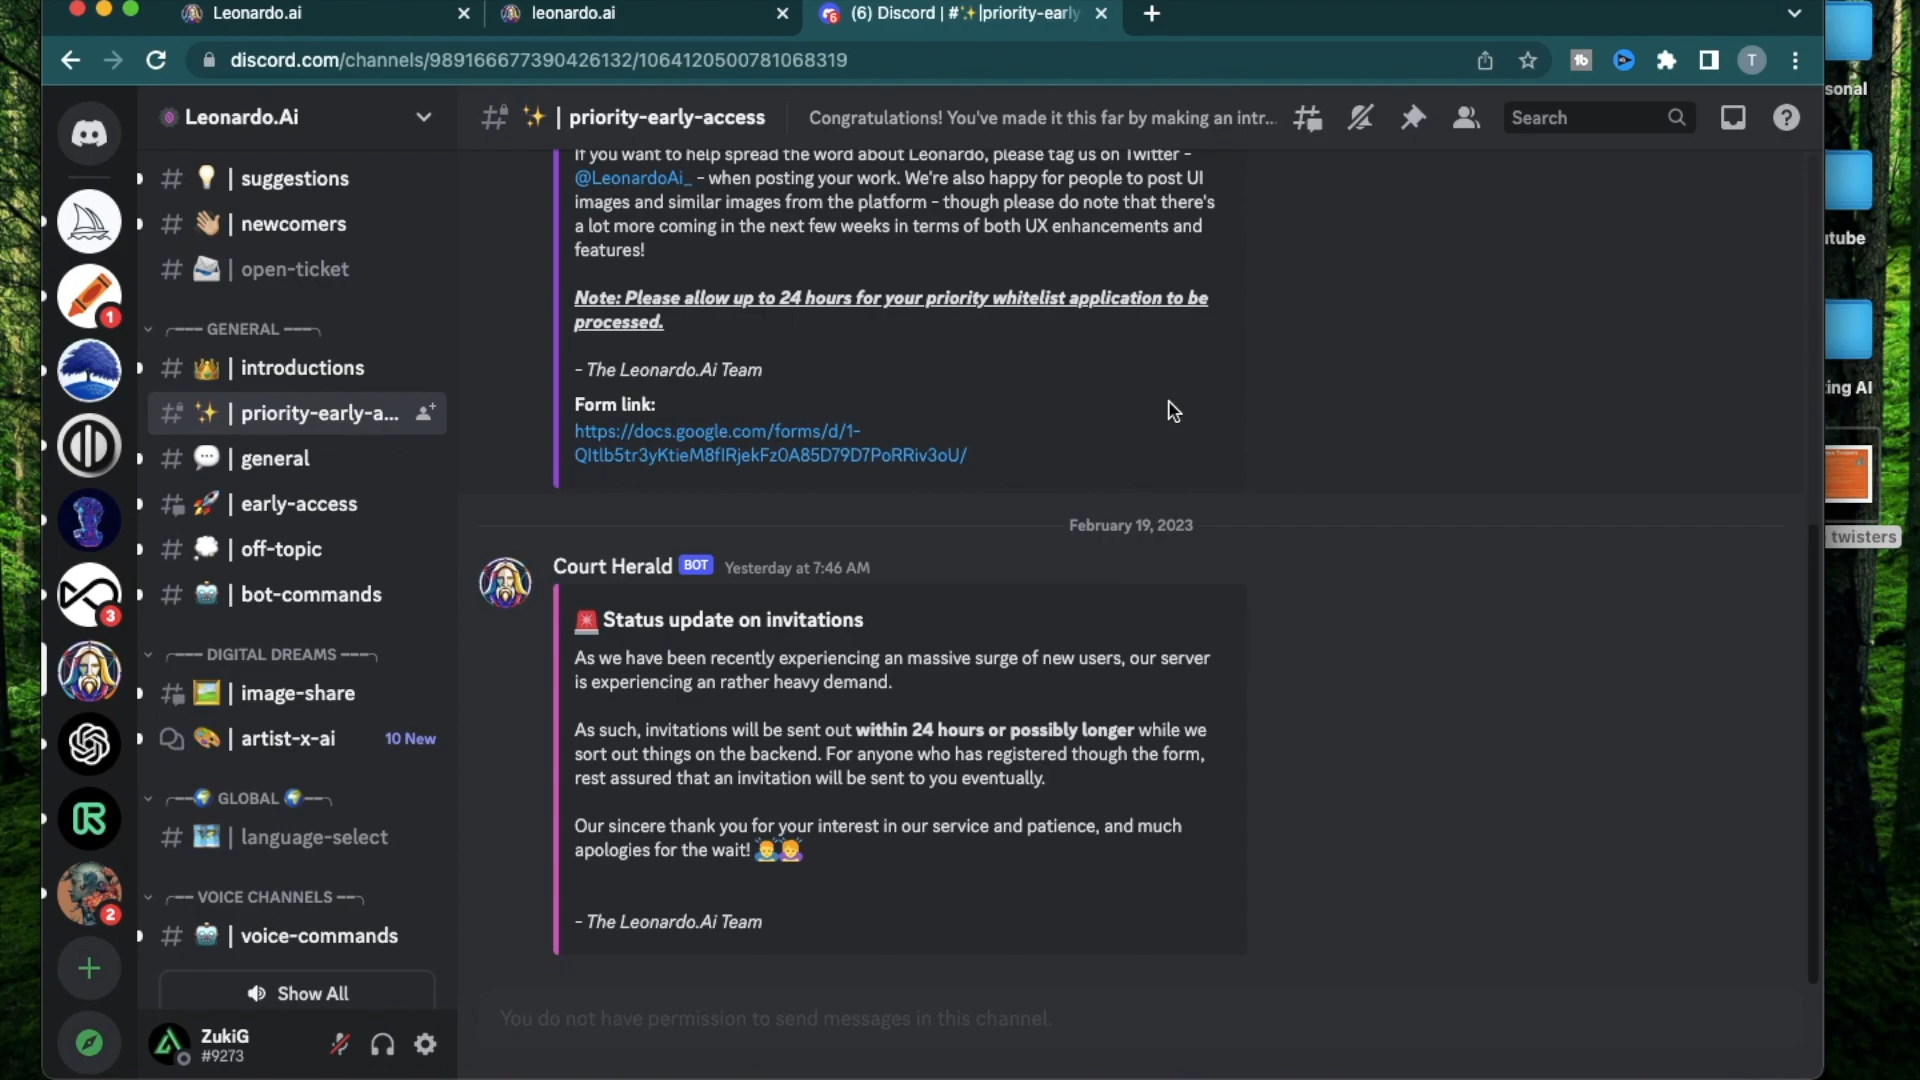 Leonardo.ai
leonardo.ai
(6) Discord | #✨|priority-early-
discord.com/channels/989166677390426132/1064120500781068319
T
sonal
Leonardo.Ai
✨ | priority-early-access
Congratulations! You've made it this far by making an intr...
Search
# 💡 | suggestions
# 👋🏼 | newcomers
# 📨 | open-ticket
GENERAL
# 👑 | introductions
# ✨ | priority-early-a...
# 💬 | general
# 🚀 | early-access
# 💭 | off-topic
# 🤖 | bot-commands
DIGITAL DREAMS
# 🖼️ | image-share
🎨 | artist-x-ai
10 New
🌍 GLOBAL 🌍
# 🗺️ | language-select
VOICE CHANNELS
# 🤖 | voice-commands
Show All
ZukiG
#9273
1
3
2
If you want to help spread the word about Leonardo, please tag us on Twitter -
@LeonardoAi_ - when posting your work. We're also happy for people to post UI
images and similar images from the platform - though please do note that there's
a lot more coming in the next few weeks in terms of both UX enhancements and
features!
Note: Please allow up to 24 hours for your priority whitelist application to be
processed.
- The Leonardo.Ai Team
Form link:
https://docs.google.com/forms/d/1-
QItlb5tr3yKtieM8fIRjekFz0A85D79D7PoRRiv3oU/
February 19, 2023
Court Herald BOT Yesterday at 7:46 AM
🚨 Status update on invitations
As we have been recently experiencing an massive surge of new users, our server
is experiencing an rather heavy demand.
As such, invitations will be sent out within 24 hours or possibly longer while we
sort out things on the backend. For anyone who has registered though the form,
rest assured that an invitation will be sent to you eventually.
Our sincere thank you for your interest in our service and patience, and much
apologies for the wait! 🙇🙇‍♀️
- The Leonardo.Ai Team
You do not have permission to send messages in this channel.
itube
ing AI
twisters